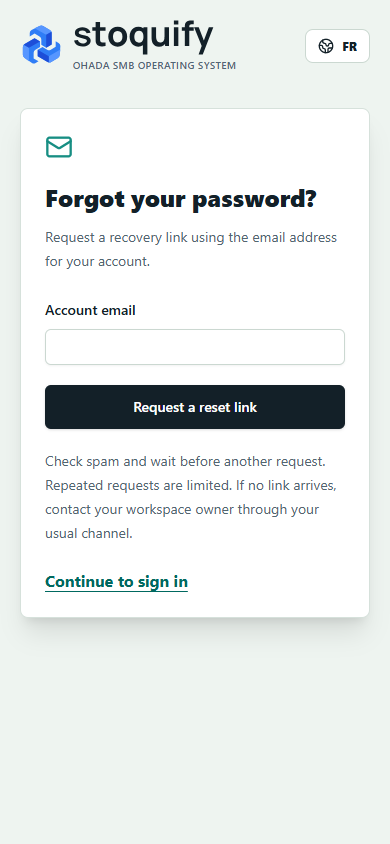 stoquify
OHADA SMB OPERATING SYSTEM
FR
Forgot your password?
Request a recovery link using the email address
for your account.
Account email
Request a reset link
Check spam and wait before another request.
Repeated requests are limited. If no link arrives,
contact your workspace owner through your
usual channel.
Continue to sign in